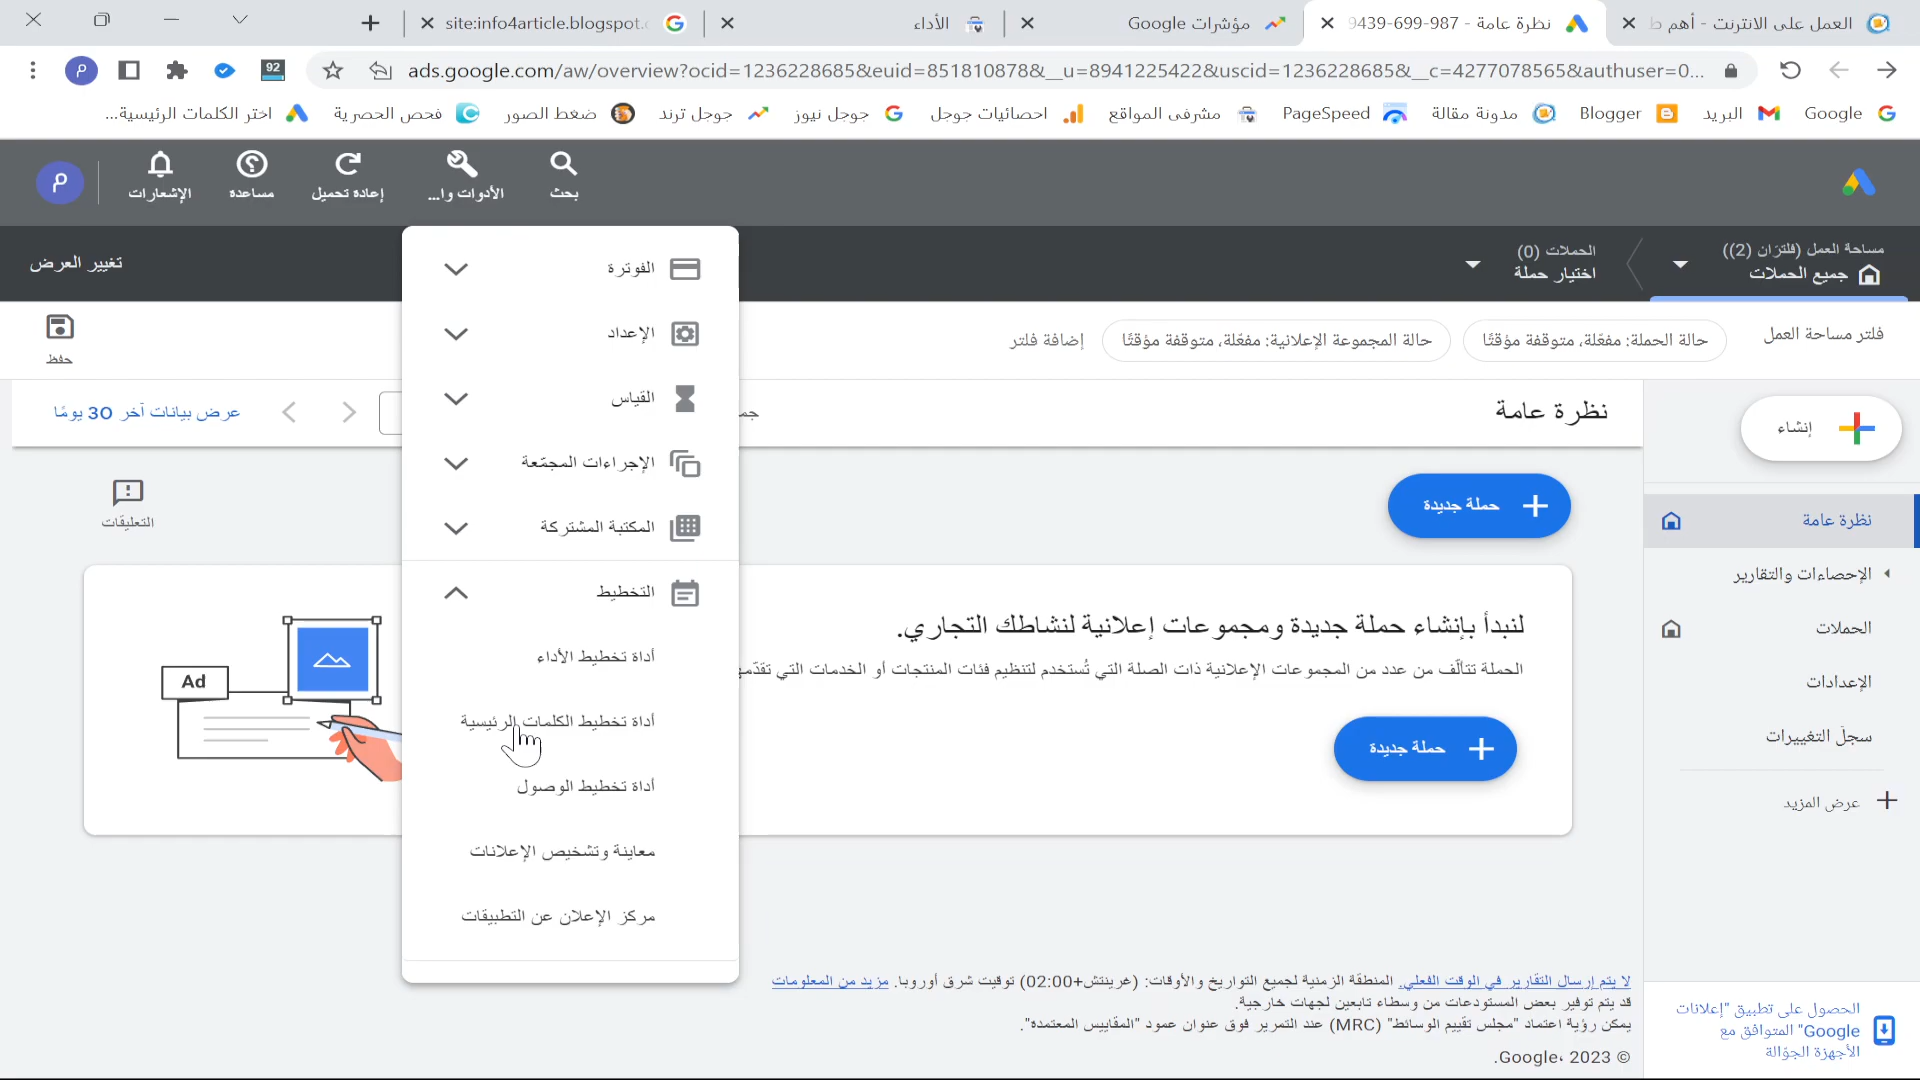 العمل على الانترنت - أهم ط
نظرة عامة - 987-699-9439
مؤشرات Google
الأداء
site:info4article.blogspot.c
ads.google.com/aw/overview?ocid=1236228685&euid=851810878&__u=8941225422&uscid=1236228685&__c=4277078565&authuser=0...
92
Google
البريد
Blogger
مدونة مقالة
PageSpeed
مشرفى المواقع
احصائيات جوجل
جوجل نيوز
جوجل ترند
ضغط الصور
فحص الحصرية
اختر الكلمات الرئيسية...
بحث
الأدوات وا...
إعادة تحميل
مساعدة
الإشعارات
مساحة العمل (فلتران (2))
جميع الحملات
الحملات (0)
اختيار حملة
تغيير العرض
فلتر مساحة العمل
حالة الحملة: مفعّلة، متوقفة مؤقتًا
حالة المجموعة الإعلانية: مفعّلة، متوقفة مؤقتًا
إضافة فلتر
حفظ
إنشاء
نظرة عامة
الإحصاءات والتقارير
الحملات
الإعدادات
سجلّ التغييرات
عرض المزيد
الحصول على تطبيق "إعلانات
Google" المتوافق مع
الأجهزة الجوّالة
نظرة عامة
عرض بيانات آخر 30 يومًا
حملة جديدة
التعليقات
لنبدأ بإنشاء حملة جديدة ومجموعات إعلانية لنشاطك التجاري.
الحملة تتألّف من عدد من المجموعات الإعلانية ذات الصلة التي تُستخدم لتنظيم فئات المنتجات أو الخدمات التي
حملة جديدة
Ad
الفوترة
الإعداد
القياس
الإجراءات المجمّعة
المكتبة المشتركة
التخطيط
أداة تخطيط الأداء
أداة تخطيط الكلمات الرئيسية
أداة تخطيط الوصول
معاينة وتشخيص الإعلانات
مركز الإعلان عن التطبيقات
لا يتم إرسال التقارير في الوقت الفعلي. المنطقة الزمنية لجميع التواريخ والأوقات: (غرينتش+02:00) توقيت شرق أوروبا. مزيد من المعلومات
قد يتم توفير بعض المستودعات من وسطاء تابعين لجهات خارجية.
يمكن رؤية اعتماد "مجلس تقييم الوسائط" (MRC) عند التمرير فوق عنوان عمود "المقاييس المعتمدة".
© Google، 2023.